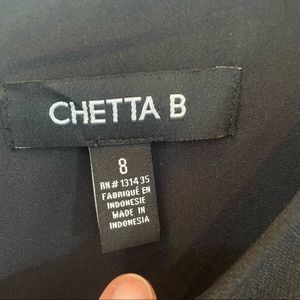 CHETTA B
8
RN# 131435
FABRIQUÉ EN
INDONESIE
MADE IN
INDONESIA